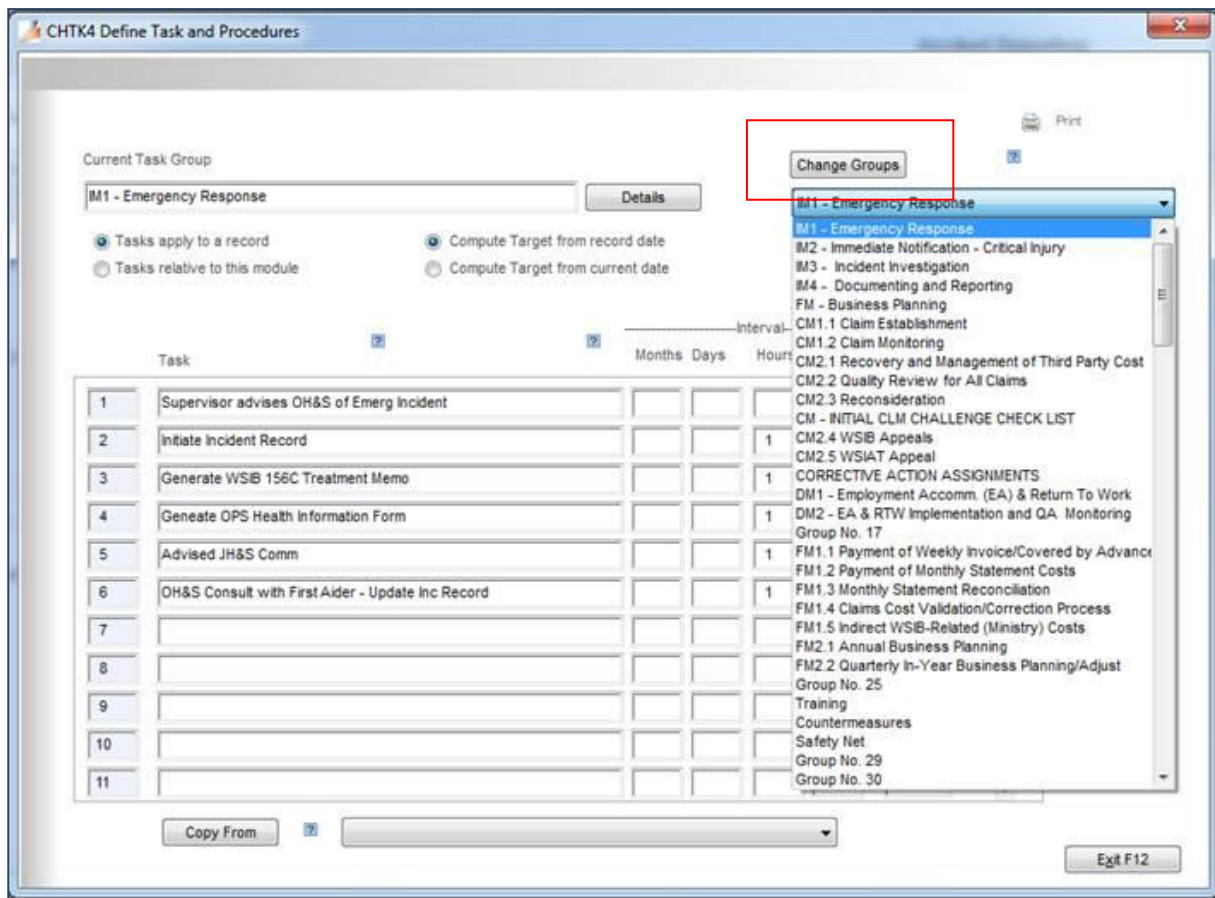 CHTK4 Define Task and Procedures
Print
Current Task Group
Change Groups
IM1 - Emergency Response
Details
IM1 - Emergency Response
Tasks apply to a record
Compute Target from record date
Tasks relative to this module
Compute Target from current date
IM1 - Emergency Response
IM2 - Immediate Notification - Critical Injury
IM3 - Incident Investigation
IM4 - Documenting and Reporting
FM - Business Planning
CM1.1 Claim Establishment
CM1.2 Claim Monitoring
CM2.1 Recovery and Management of Third Party Cost
CM2.2 Quality Review for All Claims
CM2.3 Reconsideration
CM - INITIAL CLM CHALLENGE CHECK LIST
CM2.4 WSIB Appeals
CM2.5 WSIAT Appeal
CORRECTIVE ACTION ASSIGNMENTS
DM1 - Employment Accomm. (EA) & Return To Work
DM2 - EA & RTW Implementation and QA Monitoring
Group No. 17
FM1.1 Payment of Weekly Invoice/Covered by Advance
FM1.2 Payment of Monthly Statement Costs
FM1.3 Monthly Statement Reconciliation
FM1.4 Claims Cost Validation/Correction Process
FM1.5 Indirect WSIB-Related (Ministry) Costs
FM2.1 Annual Business Planning
FM2.2 Quarterly In-Year Business Planning/Adjust
Group No. 25
Training
Countermeasures
Safety Net
Group No. 29
Group No. 30
---------------------Interval-
Task Months Days Hours
1 Supervisor advises OH&S of Emerg Incident
2 Initiate Incident Record 1
3 Generate WSIB 156C Treatment Memo 1
4 Geneate OPS Health Information Form 1
5 Advised JH&S Comm 1
6 OH&S Consult with First Aider - Update Inc Record 1
7
8
9
10
11
Copy From
Exit F12